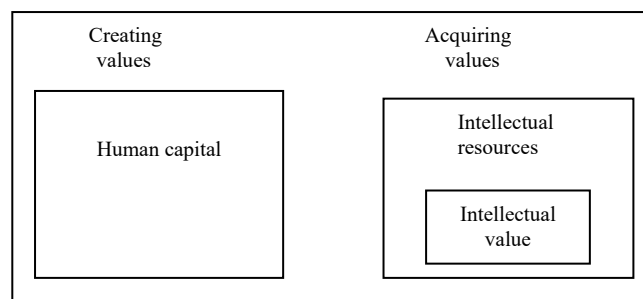 Creating
values
Human capital
Acquiring
values
Intellectual
resources
Intellectual
value